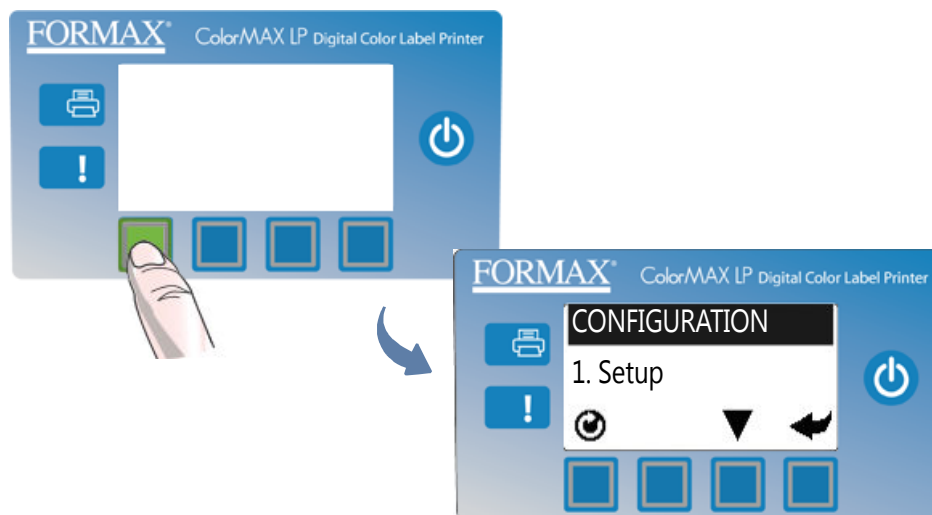 FORMAX® ColorMAX LP Digital Color Label Printer
!
FORMAX® ColorMAX LP Digital Color Label Printer
CONFIGURATION
1. Setup
!